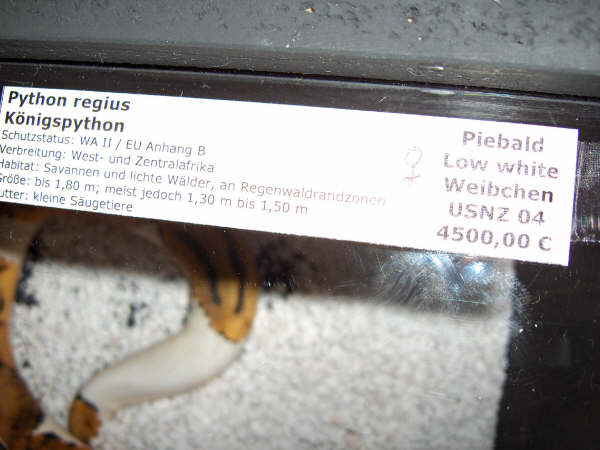 Python regius
Königspython
Schutzstatus: WA II / EU Anhang B
Verbreitung: West- und Zentralafrika
Habitat: Savannen und lichte Wälder, an Regenwaldrandzonen
Größe: bis 1,80 m; meist jedoch 1,30 m bis 1,50 m
utter: kleine Säugetiere
♀
Piebald
Low white
Weibchen
USNZ 04
4500,00 €